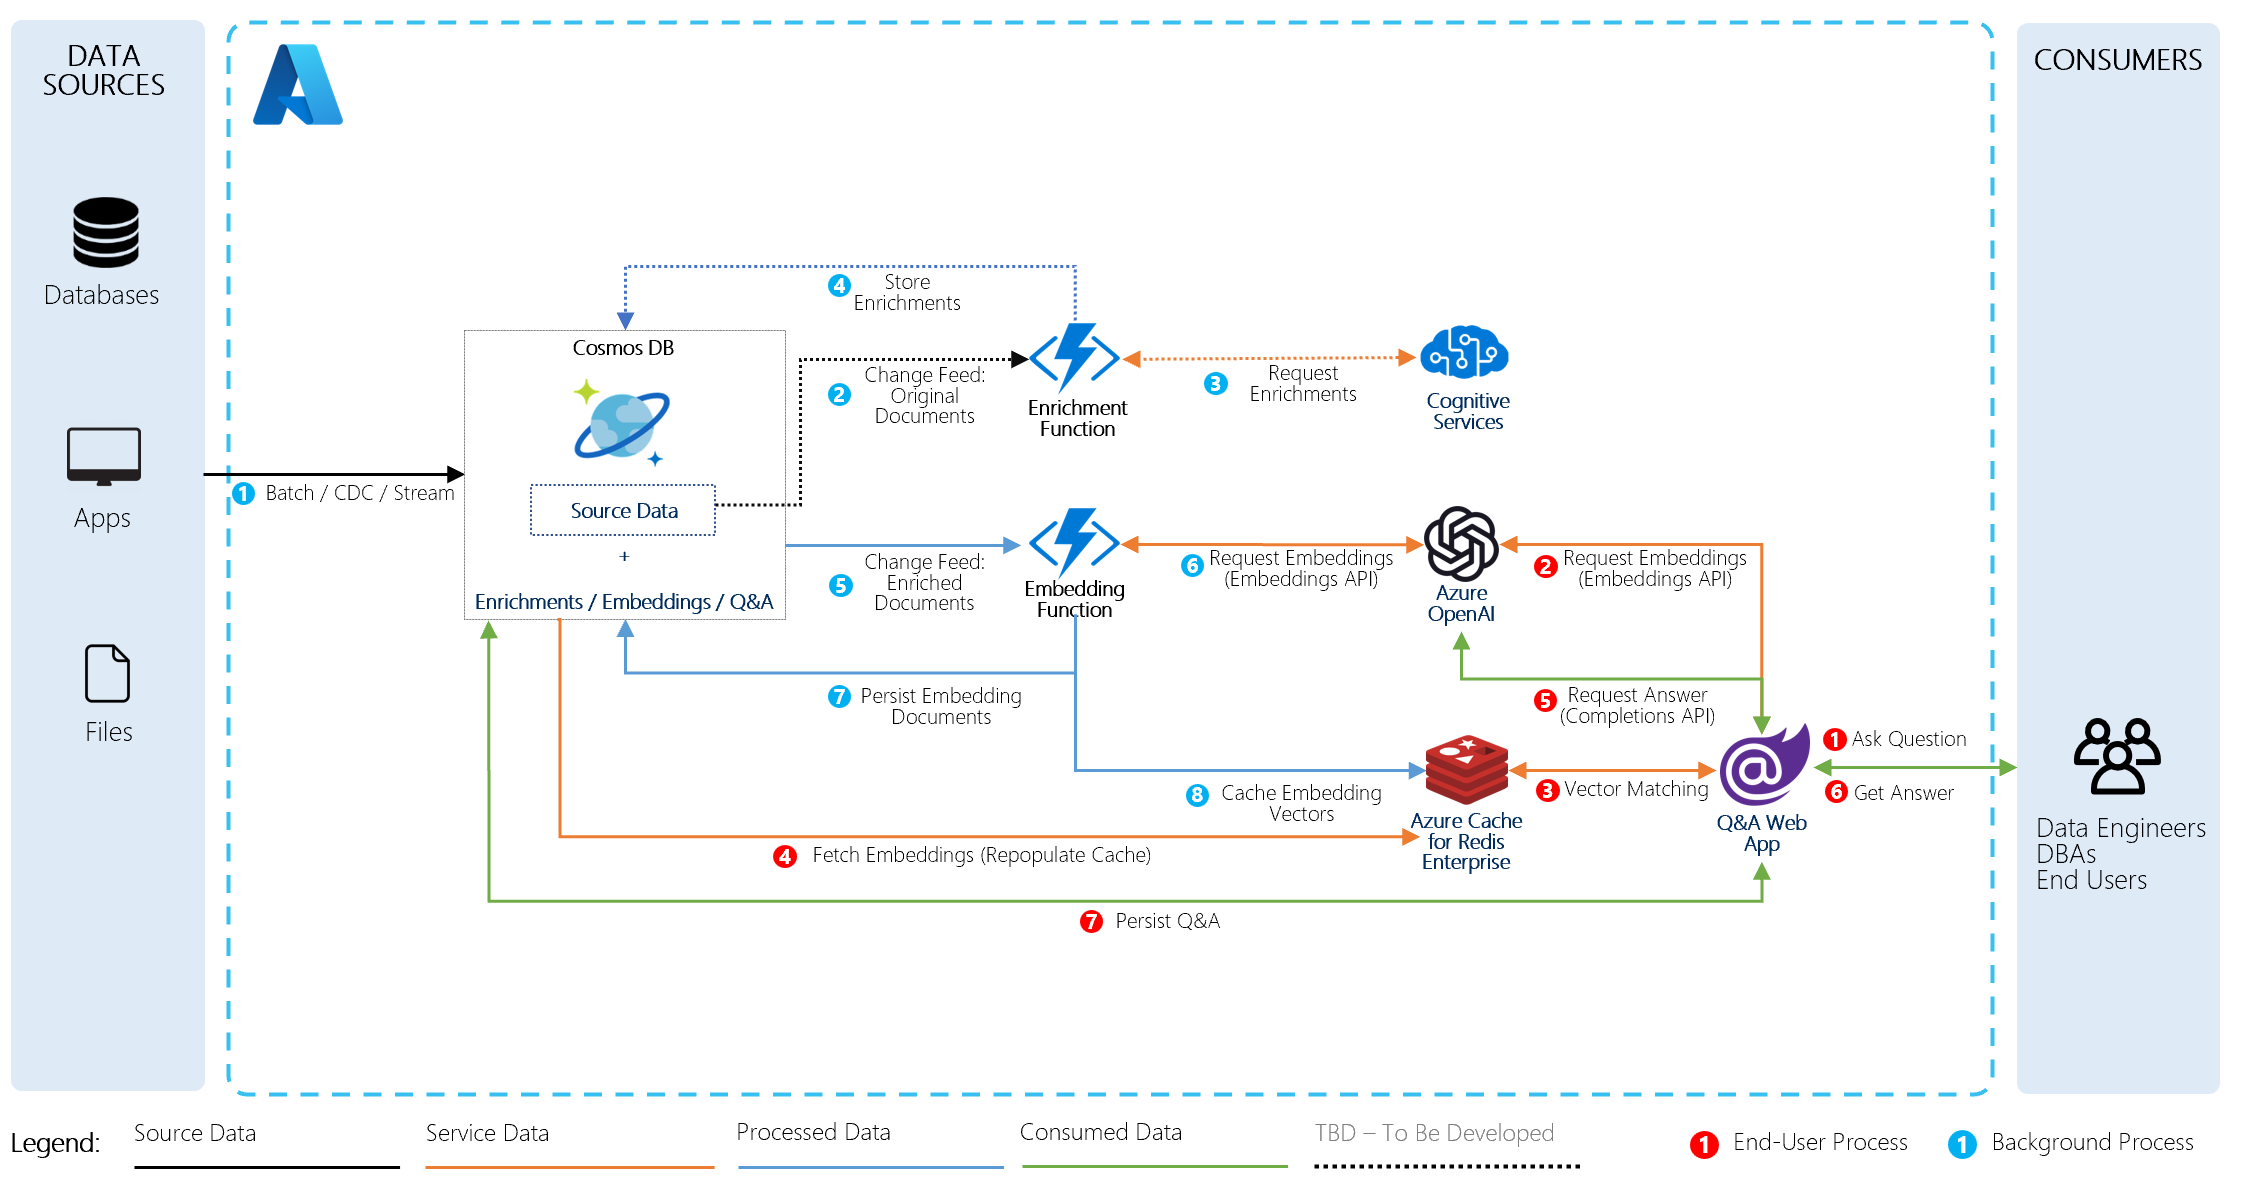 DATA
SOURCES
Databases
Apps
Files
1 Batch / CDC / Stream
Cosmos DB
Source Data
+
Enrichments / Embeddings / Q&A
4 Store
Enrichments
2 Change Feed:
Original
Documents
Enrichment
Function
3 Request
Enrichments
Cognitive
Services
5 Change Feed:
Enriched
Documents
Embedding
Function
6 Request Embeddings
(Embeddings API)
Azure
OpenAI
2 Request Embeddings
(Embeddings API)
7 Persist Embedding
Documents
5 Request Answer
(Completions API)
8 Cache Embedding
Vectors
Azure Cache
for Redis
Enterprise
3 Vector Matching
Q&A Web
App
1 Ask Question
6 Get Answer
4 Fetch Embeddings (Repopulate Cache)
7 Persist Q&A
CONSUMERS
Data Engineers
DBAs
End Users
Legend:
Source Data
Service Data
Processed Data
Consumed Data
TBD – To Be Developed
1 End-User Process
1 Background Process